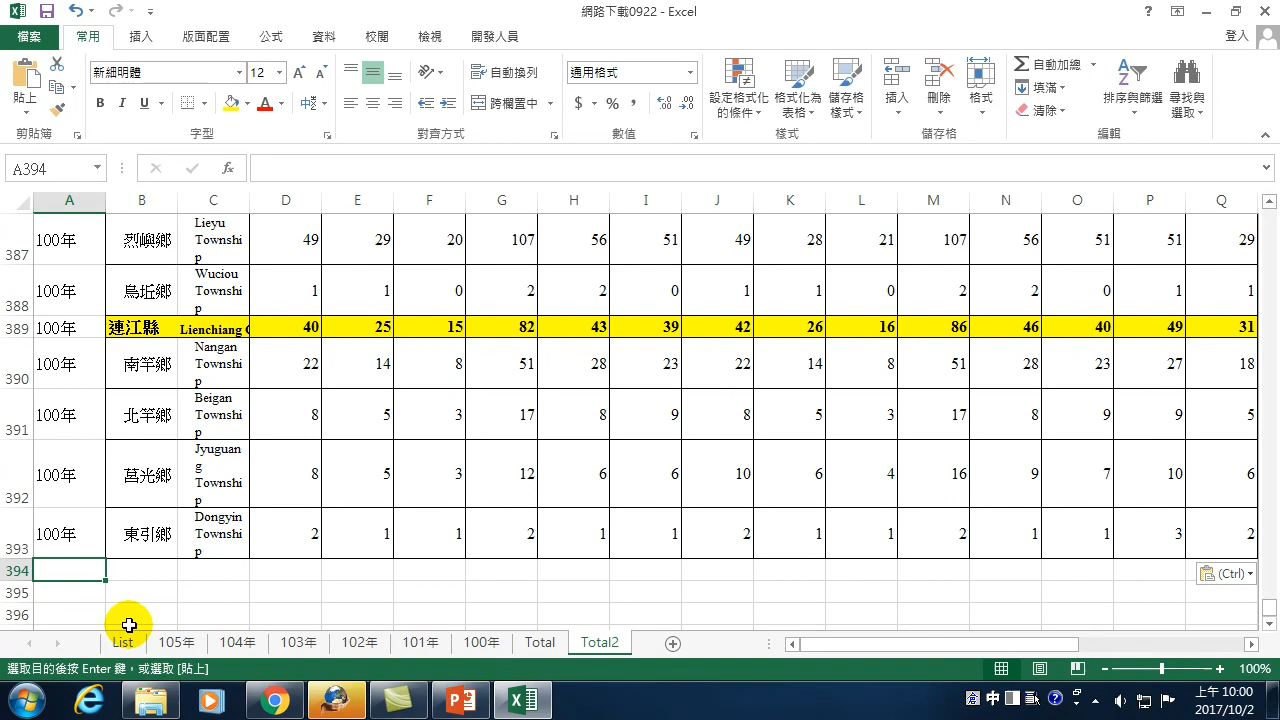 網路下載0922 - Excel
檔案 常用 插入 版面配置 公式 資料 校閱 檢視 開發人員 登入
貼上
剪貼簿
新細明體 12
B I U A 中
字型
自動換列
跨欄置中
對齊方式
通用格式
$ % ,
數值
設定格式化的條件
格式化為表格
儲存格樣式
樣式
插入 刪除 格式
儲存格
自動加總
填滿
清除
排序與篩選
尋找與選取
編輯
A394 fx
A B C D E F G H I J K L M N O P Q
387 100年 烈嶼鄉 Lieyu Township 49 29 20 107 56 51 49 28 21 107 56 51 51 29
388 100年 烏坵鄉 Wuciou Township 1 1 0 2 2 0 1 1 0 2 2 0 1 1
389 100年 連江縣 Lienchiang C 40 25 15 82 43 39 42 26 16 86 46 40 49 31
390 100年 南竿鄉 Nangan Township 22 14 8 51 28 23 22 14 8 51 28 23 27 18
391 100年 北竿鄉 Beigan Township 8 5 3 17 8 9 8 5 3 17 8 9 9 5
392 100年 莒光鄉 Jyuguang Township 8 5 3 12 6 6 10 6 4 16 9 7 10 6
393 100年 東引鄉 Dongyin Township 2 1 1 2 1 1 2 1 1 2 1 1 3 2
394
(Ctrl)
395
396
List 105年 104年 103年 102年 101年 100年 Total Total2
選取目的後按 Enter 鍵，或選取 [貼上]
100%
中
上午 10:00
2017/10/2